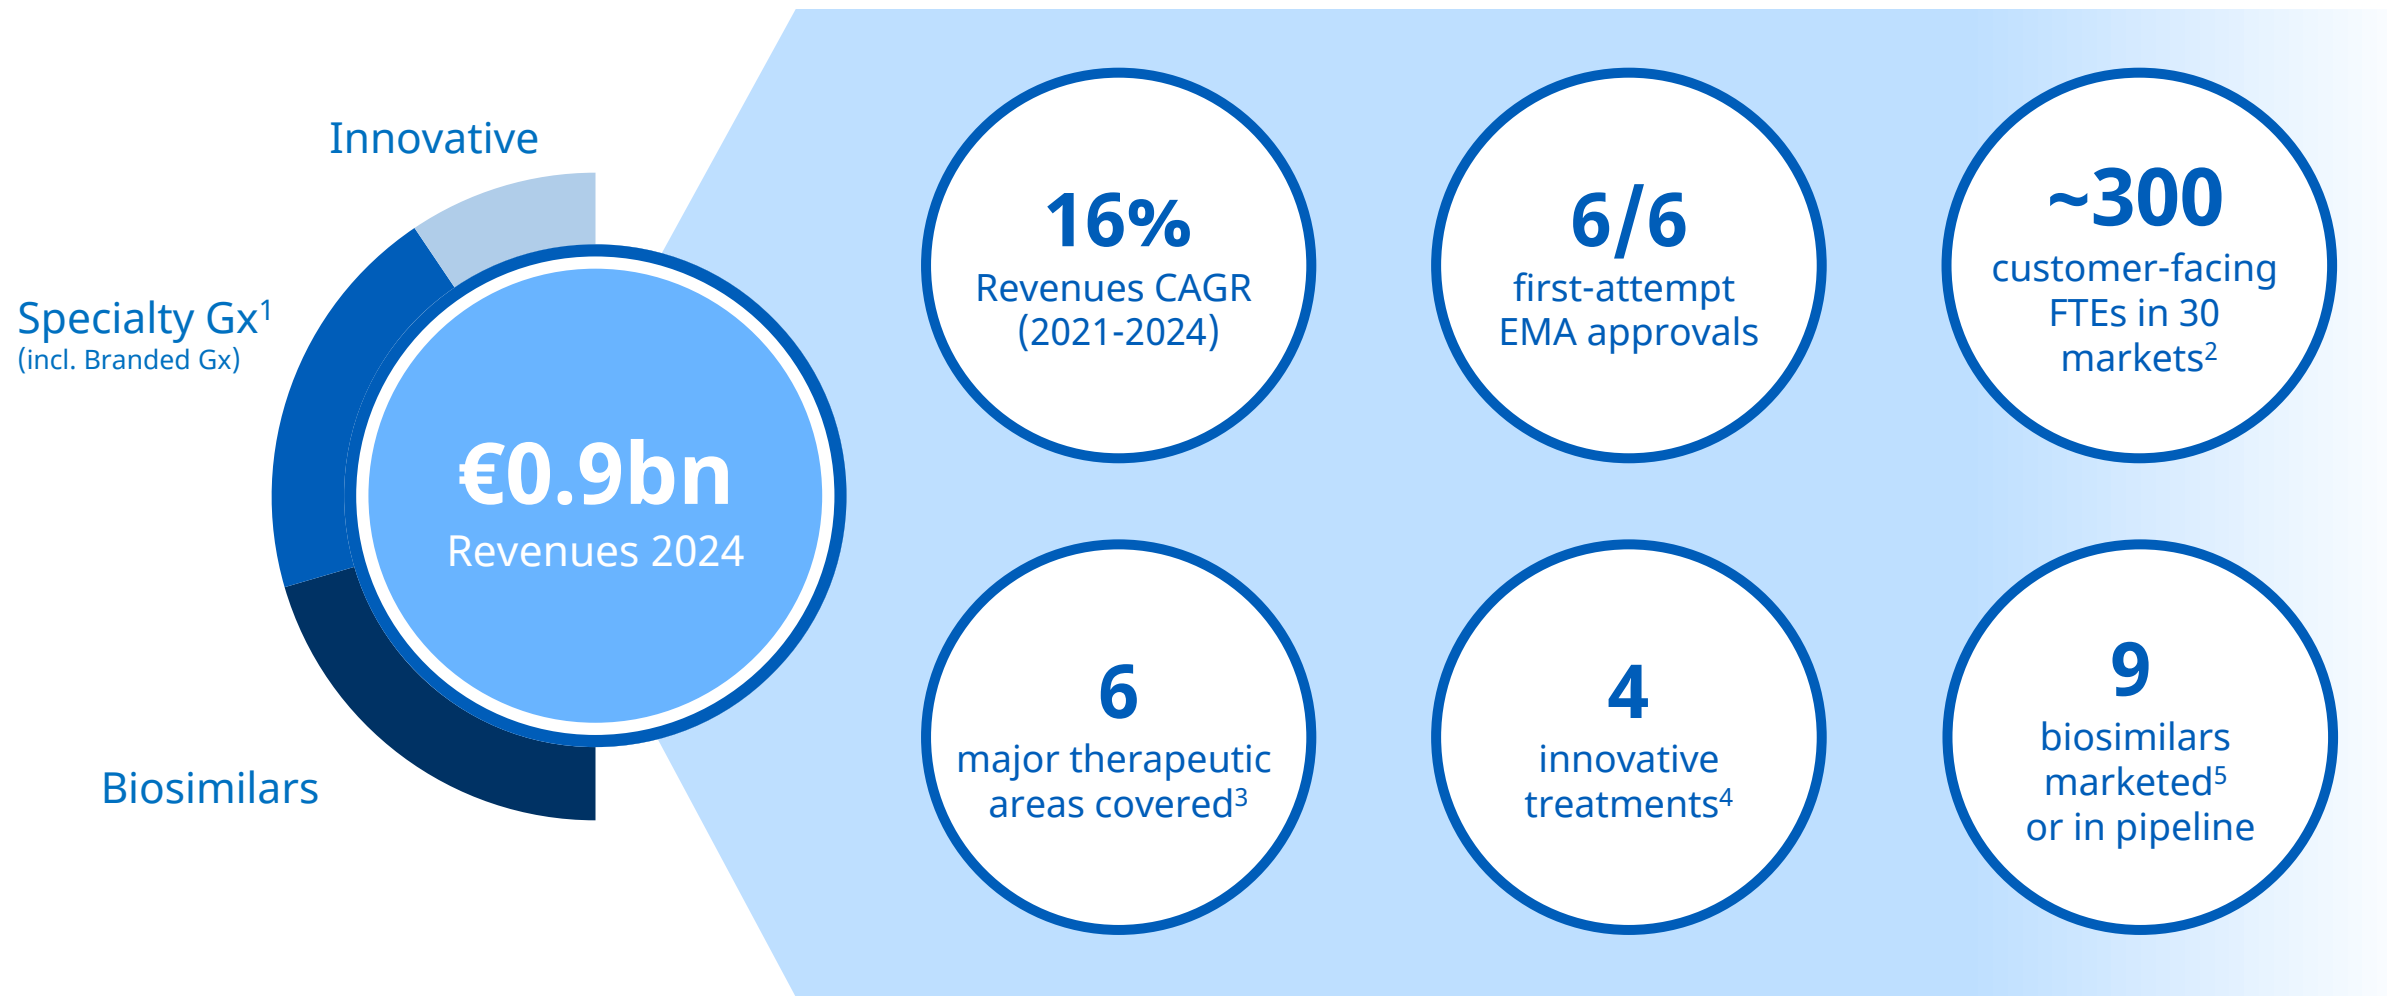 Innovative
Specialty Gx¹
(incl. Branded Gx)
Biosimilars
€0.9bn
Revenues 2024
16%
Revenues CAGR
(2021-2024)
6/6
first-attempt
EMA approvals
~300
customer-facing
FTEs in 30
markets²
6
major therapeutic
areas covered³
4
innovative
treatments⁴
9
biosimilars
marketed⁵
or in pipeline